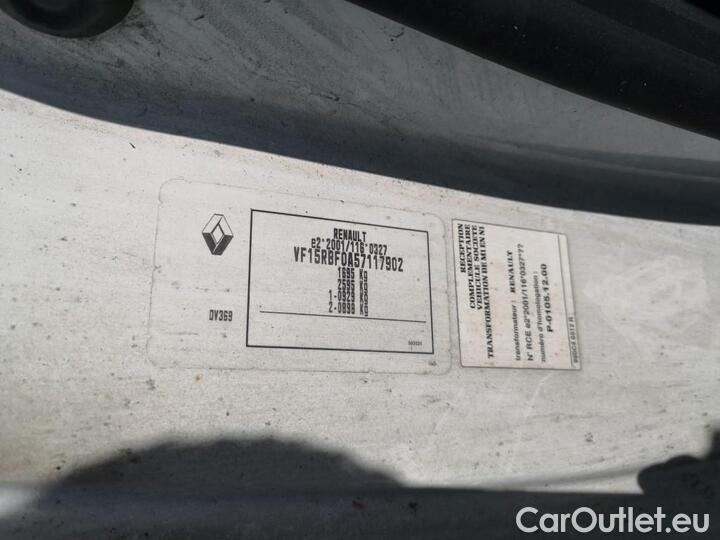 RENAULT
e2*2001/116*0327
VF15RBF0A57117902
1695 Kg
2595 Kg
1-0929 Kg
2-0898 Kg
DV369
RECEPTION
COMPLEMENTAIRE
VEHICULE SOCIETE
TRANSFORMATION DE M1 EN N1
transformateur : RENAULT
N° RCE e2*2001/116*0327*??
numéro d'homologation :
P-0105.12.00
CarOutlet.eu